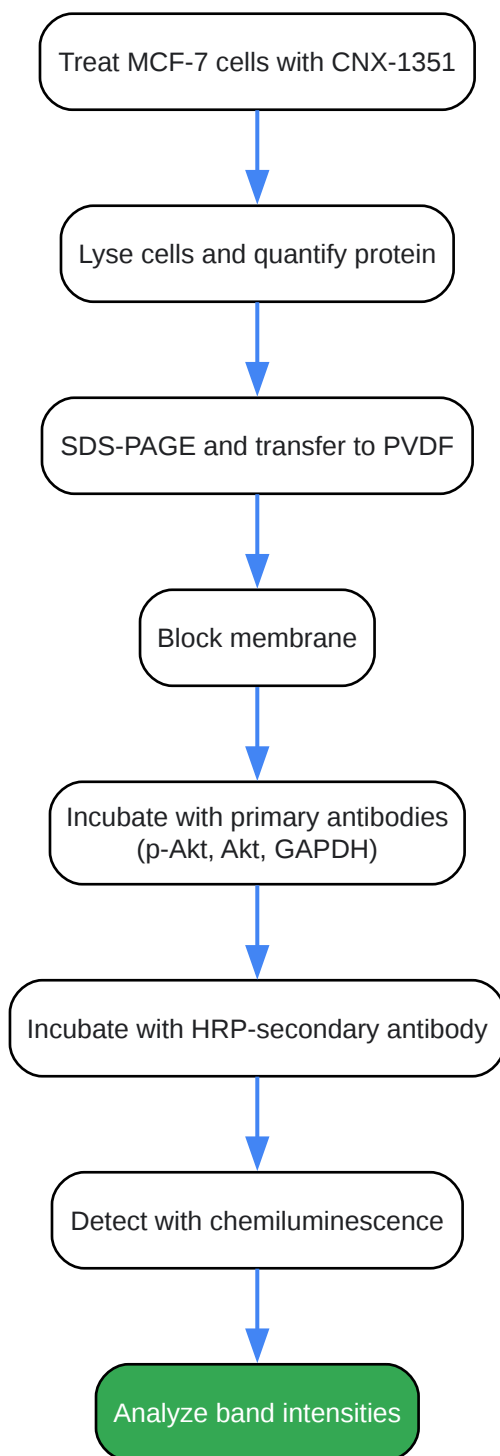 Treat MCF-7 cells with CNX-1351
Lyse cells and quantify protein
SDS-PAGE and transfer to PVDF
Block membrane
Incubate with primary antibodies
(p-Akt, Akt, GAPDH)
Incubate with HRP-secondary antibody
Detect with chemiluminescence
Analyze band intensities